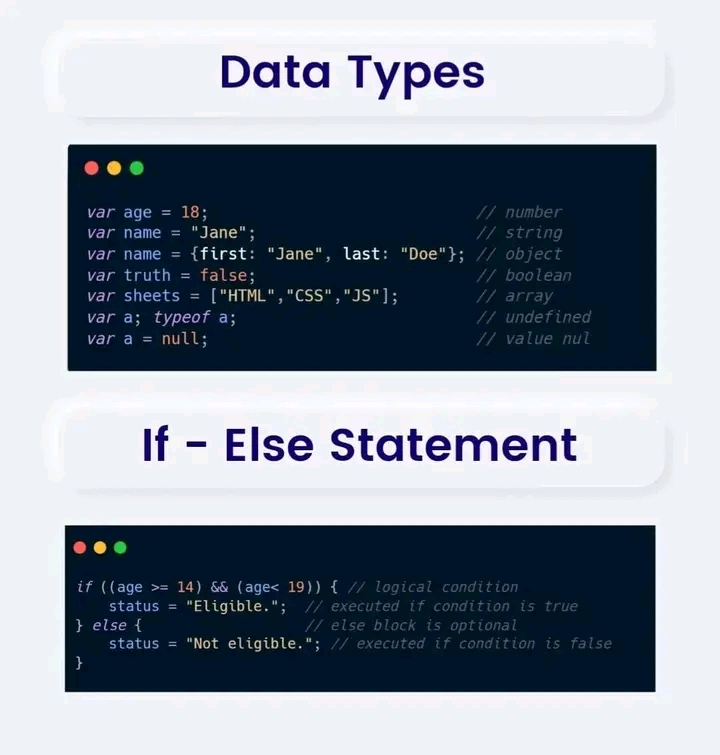 Data Types
var age = 18; // number
var name = "Jane"; // string
var name = {first: "Jane", last: "Doe"}; // object
var truth = false; // boolean
var sheets = ["HTML","CSS","JS"]; // array
var a; typeof a; // undefined
var a = null; // value nul
If - Else Statement
if ((age >= 14) && (age< 19)) { // logical condition
    status = "Eligible."; // executed if condition is true
} else { // else block is optional
    status = "Not eligible."; // executed if condition is false
}